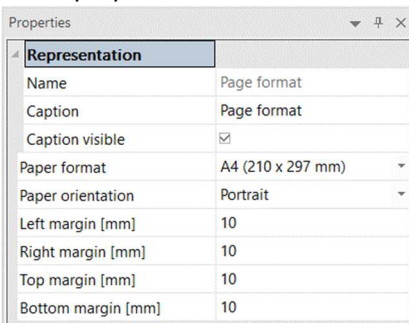 Properties
Representation
Name Page format
Caption Page format
Caption visible
Paper format A4 (210 x 297 mm)
Paper orientation Portrait
Left margin [mm] 10
Right margin [mm] 10
Top margin [mm] 10
Bottom margin [mm] 10